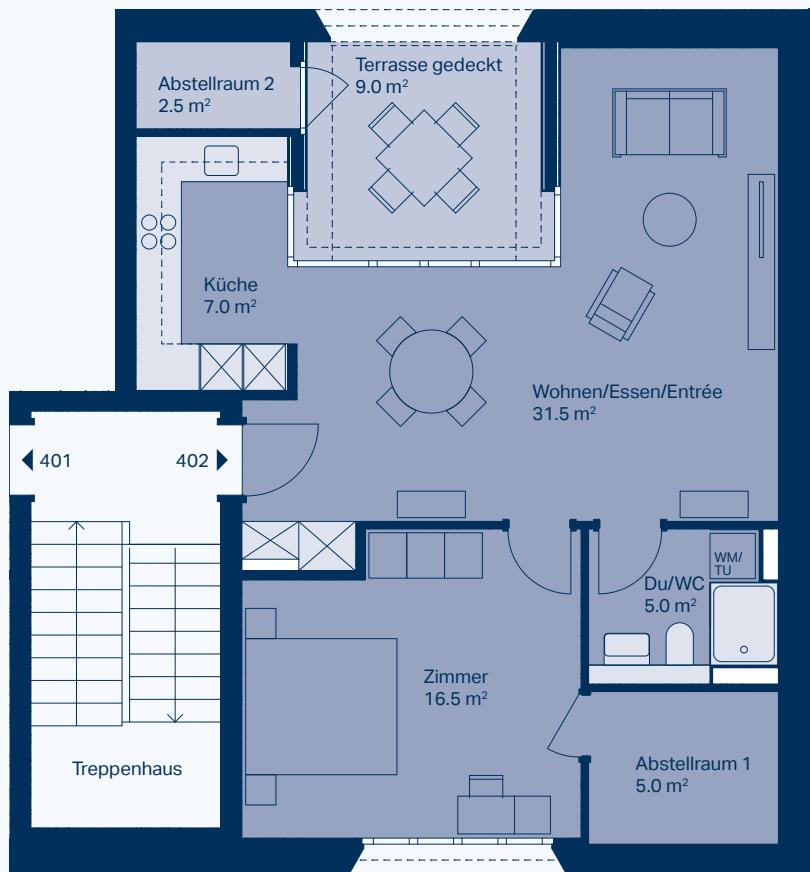 Abstellraum 2
2.5 m²
Terrasse gedeckt
9.0 m²
Küche
7.0 m²
Wohnen/Essen/Entrée
31.5 m²
401
402
WM/
TU
Du/WC
5.0 m²
Zimmer
16.5 m²
Treppenhaus
Abstellraum 1
5.0 m²